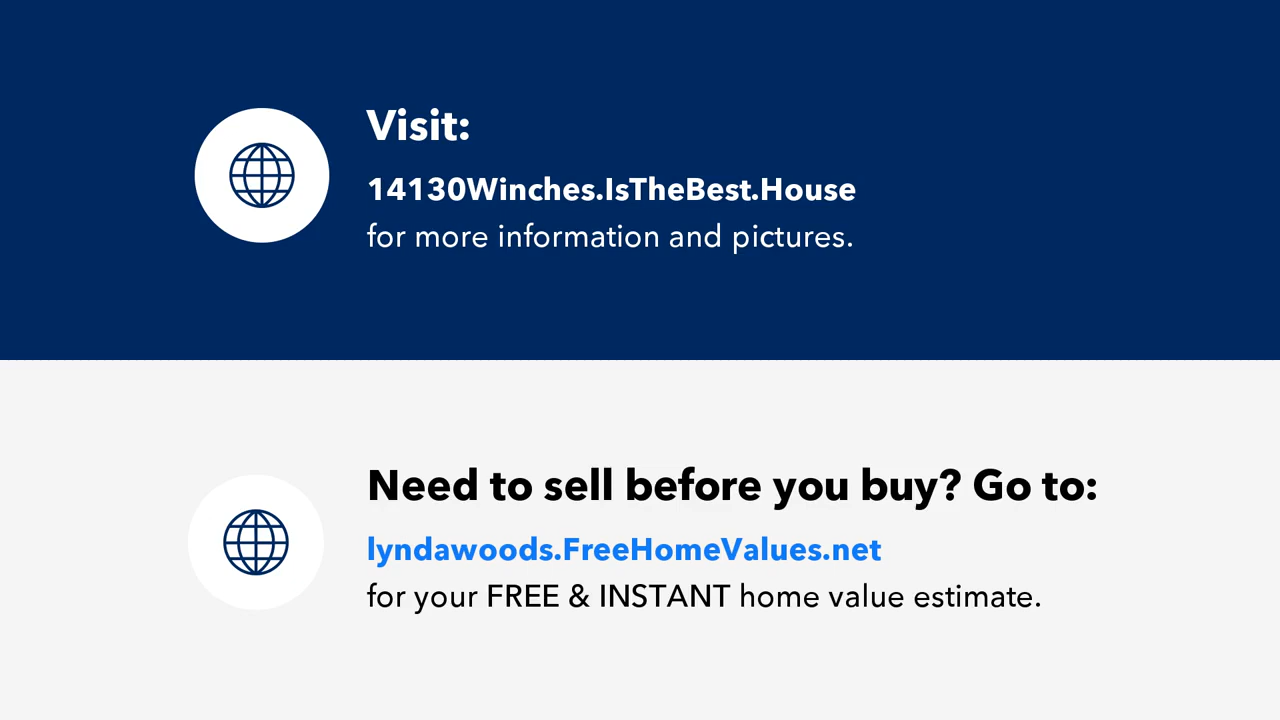 Visit:
14130Winches.IsTheBest.House
for more information and pictures.
Need to sell before you buy? Go to:
lyndawoods.FreeHomeValues.net
for your FREE & INSTANT home value estimate.